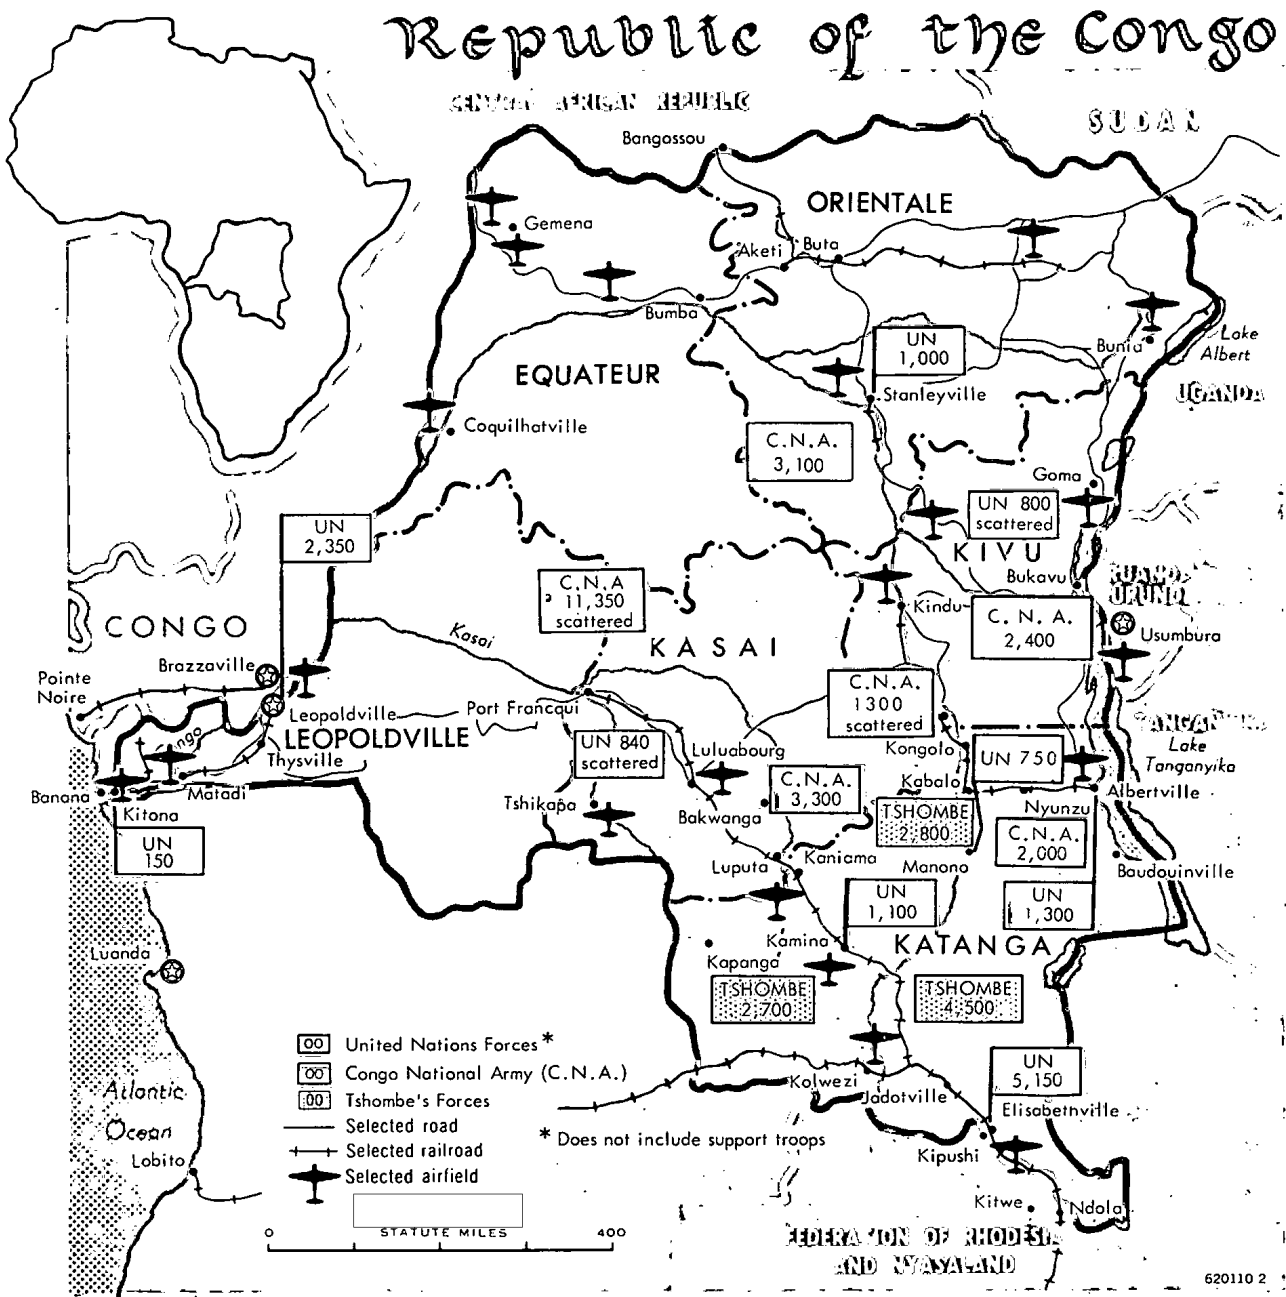 Republic of the Congo
CENTRAL AFRICAN REPUBLIC
SUDAN
Bangassou
ORIENTALE
Gemena
Aketi
Buta
Bumba
UN
1,000
Bunia
Lake
Albert
EQUATEUR
Stanleyville
UGANDA
Coquilhatville
C.N.A.
3,100
Goma
UN 800
scattered
UN
2,350
KIVU
Bukavu
RUANDA
URUNDI
C.N.A
11,350
scattered
Kindu
C. N. A.
2,400
Usumbura
CONGO
Kasai
KASAI
Brazzaville
Pointe
Noire
C.N.A.
1300
scattered
Leopoldville
Port Francqui
TANGANYIKA
LEOPOLDVILLE
UN 840
scattered
Luluabourg
Kongolo
UN 750
Lake
Tanganyika
Thysville
Banana
Matadi
Kitona
Tshikapa
C.N.A.
3,300
Kabalo
Nyunzu
Albertville
Bakwanga
TSHOMBE
2,800
C.N.A.
2,000
UN
150
Luputa
Kaniama
Manono
Baudouinville
UN
1,100
UN
1,300
Luanda
Kamina
KATANGA
Kapanga
TSHOMBE
2 700
TSHOMBE
4 500
00 United Nations Forces*
00 Congo National Army (C.N.A.)
00 Tshombe's Forces
Selected road
Selected railroad
Selected airfield
UN
5,150
Kolwezi
Jadotville
Elisabethville
Atlantic
Ocean
* Does not include support troops
Kipushi
Lobito
Kitwe
Ndola
0 STATUTE MILES 400
FEDERATION OF RHODESIA
AND NYASALAND
620110 2